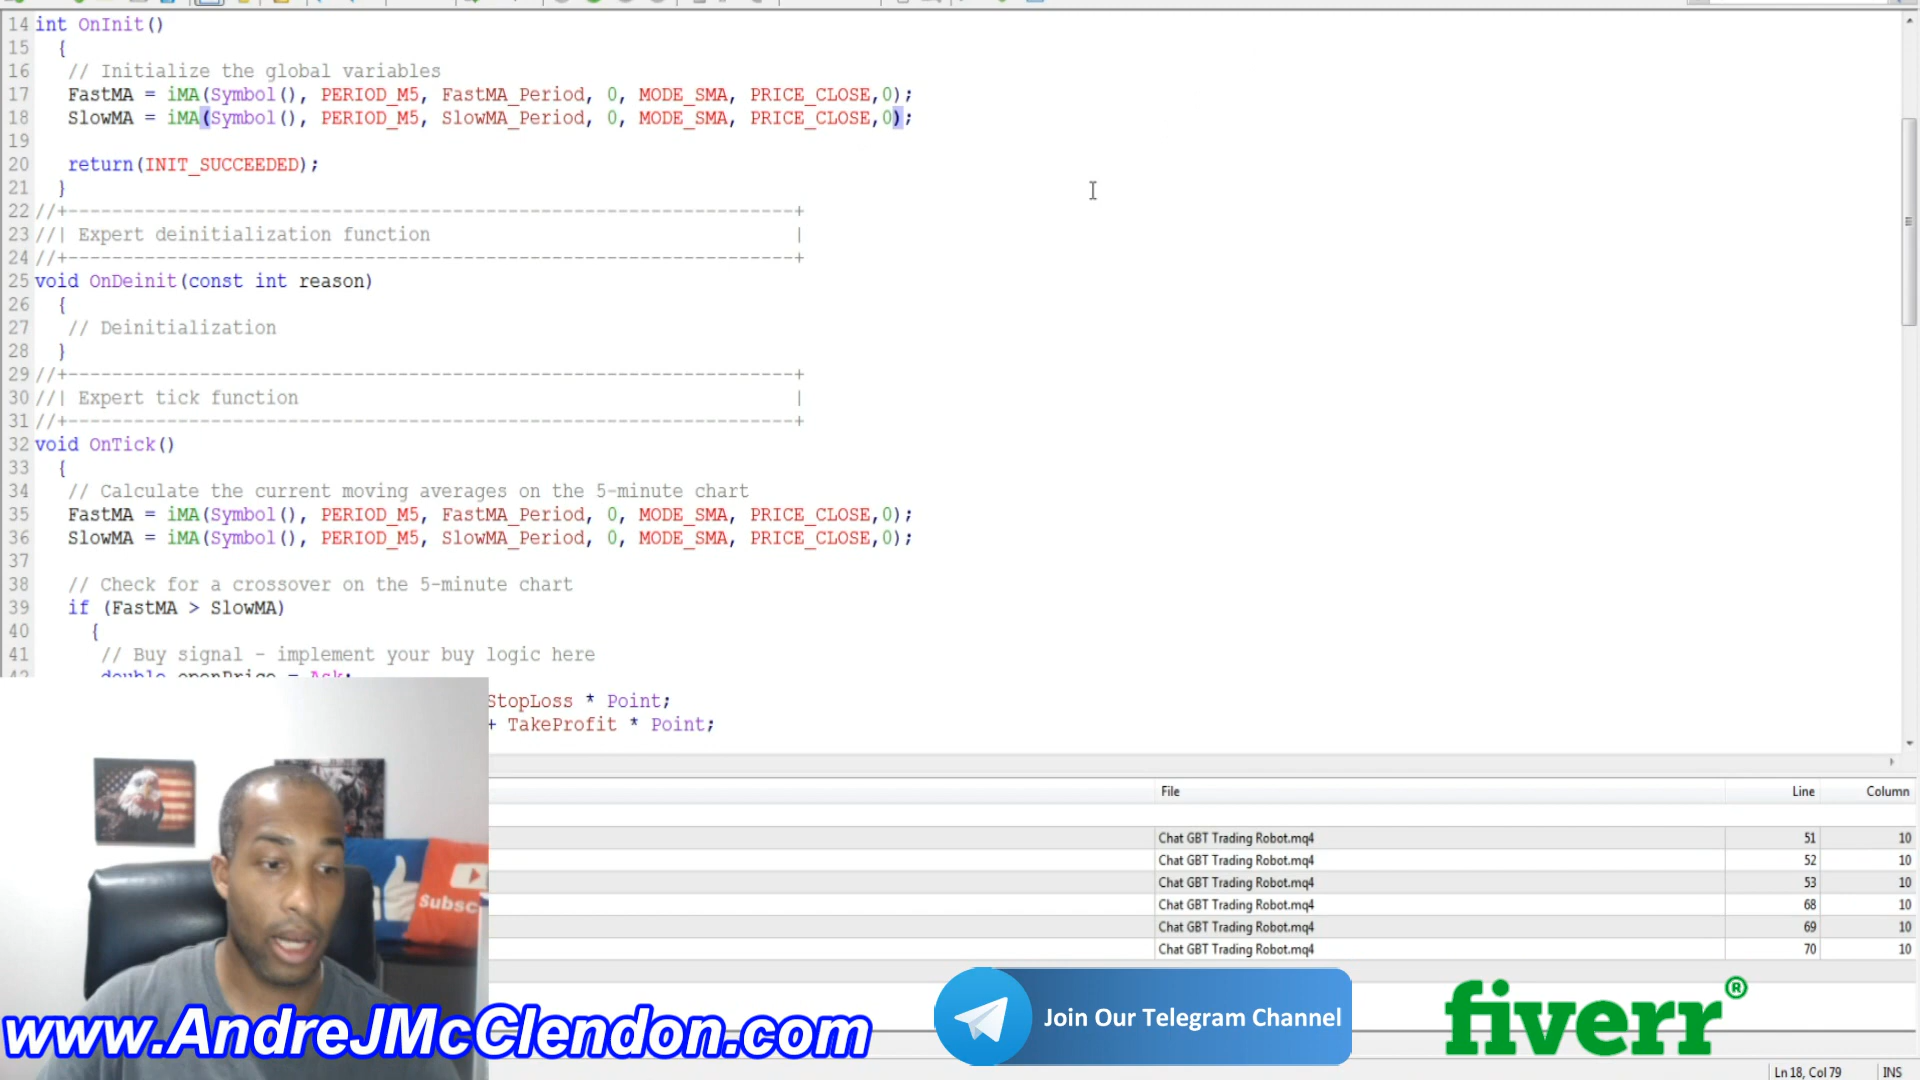 14 int OnInit()
15 {
16 // Initialize the global variables
17 FastMA = iMA(Symbol(), PERIOD_M5, FastMA_Period, 0, MODE_SMA, PRICE_CLOSE,0);
18 SlowMA = iMA(Symbol(), PERIOD_M5, SlowMA_Period, 0, MODE_SMA, PRICE_CLOSE,0);
19
20 return(INIT_SUCCEEDED);
21 }
22 //+------------------------------------------------------------------+
23 //| Expert deinitialization function |
24 //+------------------------------------------------------------------+
25 void OnDeinit(const int reason)
26 {
27 // Deinitialization
28 }
29 //+------------------------------------------------------------------+
30 //| Expert tick function |
31 //+------------------------------------------------------------------+
32 void OnTick()
33 {
34 // Calculate the current moving averages on the 5-minute chart
35 FastMA = iMA(Symbol(), PERIOD_M5, FastMA_Period, 0, MODE_SMA, PRICE_CLOSE,0);
36 SlowMA = iMA(Symbol(), PERIOD_M5, SlowMA_Period, 0, MODE_SMA, PRICE_CLOSE,0);
37
38 // Check for a crossover on the 5-minute chart
39 if (FastMA > SlowMA)
40 {
41 // Buy signal - implement your buy logic here
double openPrice = Ask;
StopLoss * Point;
+ TakeProfit * Point;
File Line Column
Chat GBT Trading Robot.mq4 51 10
Chat GBT Trading Robot.mq4 52 10
Chat GBT Trading Robot.mq4 53 10
Chat GBT Trading Robot.mq4 68 10
Chat GBT Trading Robot.mq4 69 10
Chat GBT Trading Robot.mq4 70 10
Subsc
www.AndreJMcClendon.com
Join Our Telegram Channel
fiverr®
Ln 18, Col 79 INS